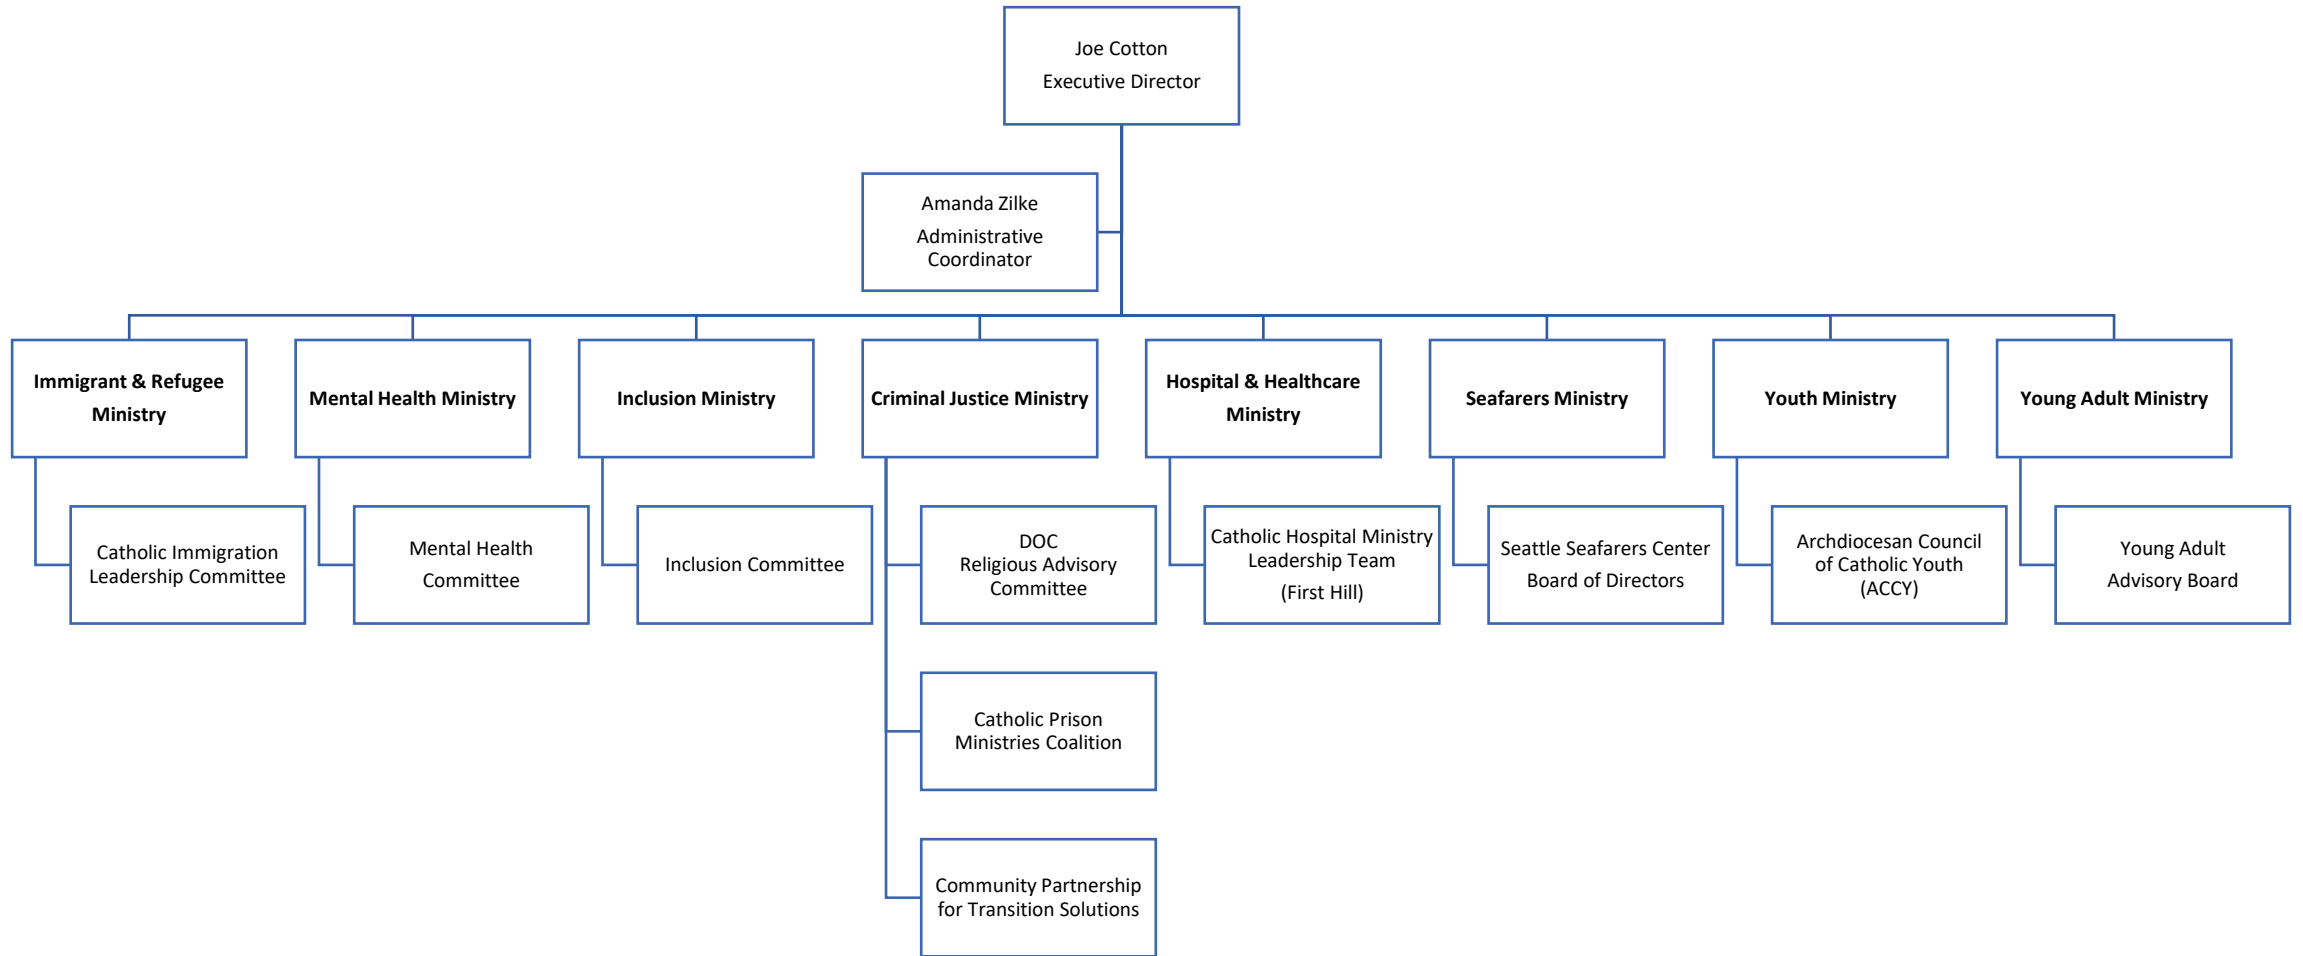 Joe Cotton
Executive Director
Amanda Zilke
Administrative
Coordinator
Immigrant & Refugee
Ministry
Mental Health Ministry
Inclusion Ministry
Criminal Justice Ministry
Hospital & Healthcare
Ministry
Seafarers Ministry
Youth Ministry
Young Adult Ministry
Catholic Immigration
Leadership Committee
Mental Health
Committee
Inclusion Committee
DOC
Religious Advisory
Committee
Catholic Hospital Ministry
Leadership Team
(First Hill)
Seattle Seafarers Center
Board of Directors
Archdiocesan Council
of Catholic Youth
(ACCY)
Young Adult
Advisory Board
Catholic Prison
Ministries Coalition
Community Partnership
for Transition Solutions